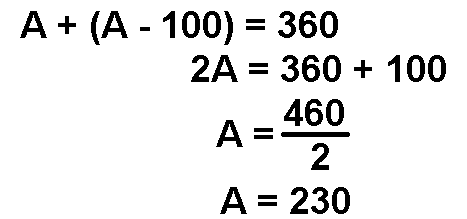 A + (A - 100) = 360
2A = 360 + 100
A = 460/2
A = 230